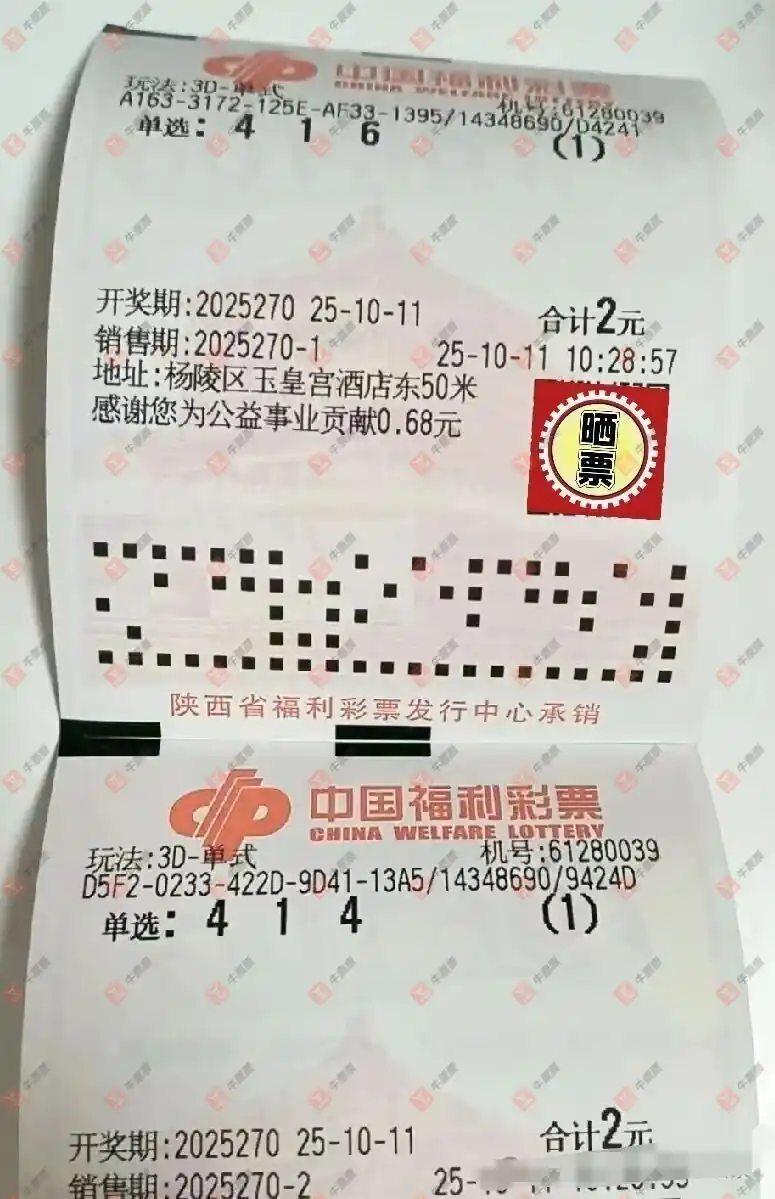 中国福利彩票
CHINA WELFARE
玩法:3D-单式
机号:61280039
A163-3172-125E-AF33-1395/14348690/D4241
单选: 4 1 6 (1)
开奖期:2025270 25-10-11 合计2元
销售期:2025270-1 25-10-11 10:28:57
地址:杨陵区玉皇宫酒店东50米
感谢您为公益事业贡献0.68元
晒票
陕西省福利彩票发行中心承销
中国福利彩票
CHINA WELFARE LOTTERY
玩法:3D-单式 机号:61280039
D5F2-0233-422D-9D41-13A5/14348690/9424D
单选: 4 1 4 (1)
开奖期:2025270 25-10-11 合计2元
销售期:2025270-2